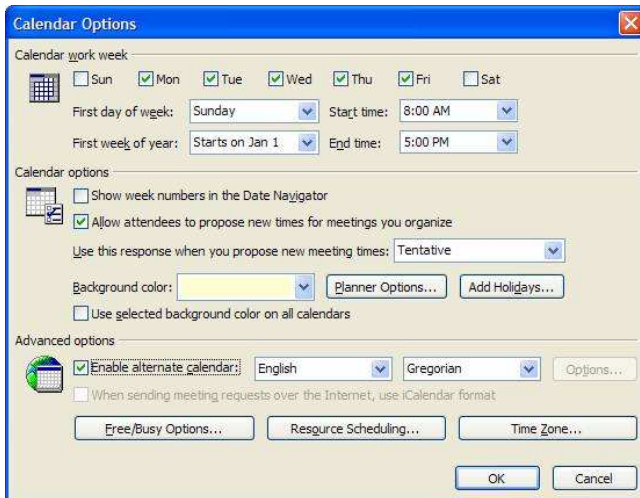 Calendar Options
Calendar work week
Sun Mon Tue Wed Thu Fri Sat
First day of week: Sunday Start time: 8:00 AM
First week of year: Starts on Jan 1 End time: 5:00 PM
Calendar options
Show week numbers in the Date Navigator
Allow attendees to propose new times for meetings you organize
Use this response when you propose new meeting times: Tentative
Background color: Planner Options... Add Holidays...
Use selected background color on all calendars
Advanced options
Enable alternate calendar: English Gregorian Options...
When sending meeting requests over the Internet, use iCalendar format
Free/Busy Options... Resource Scheduling... Time Zone...
OK Cancel